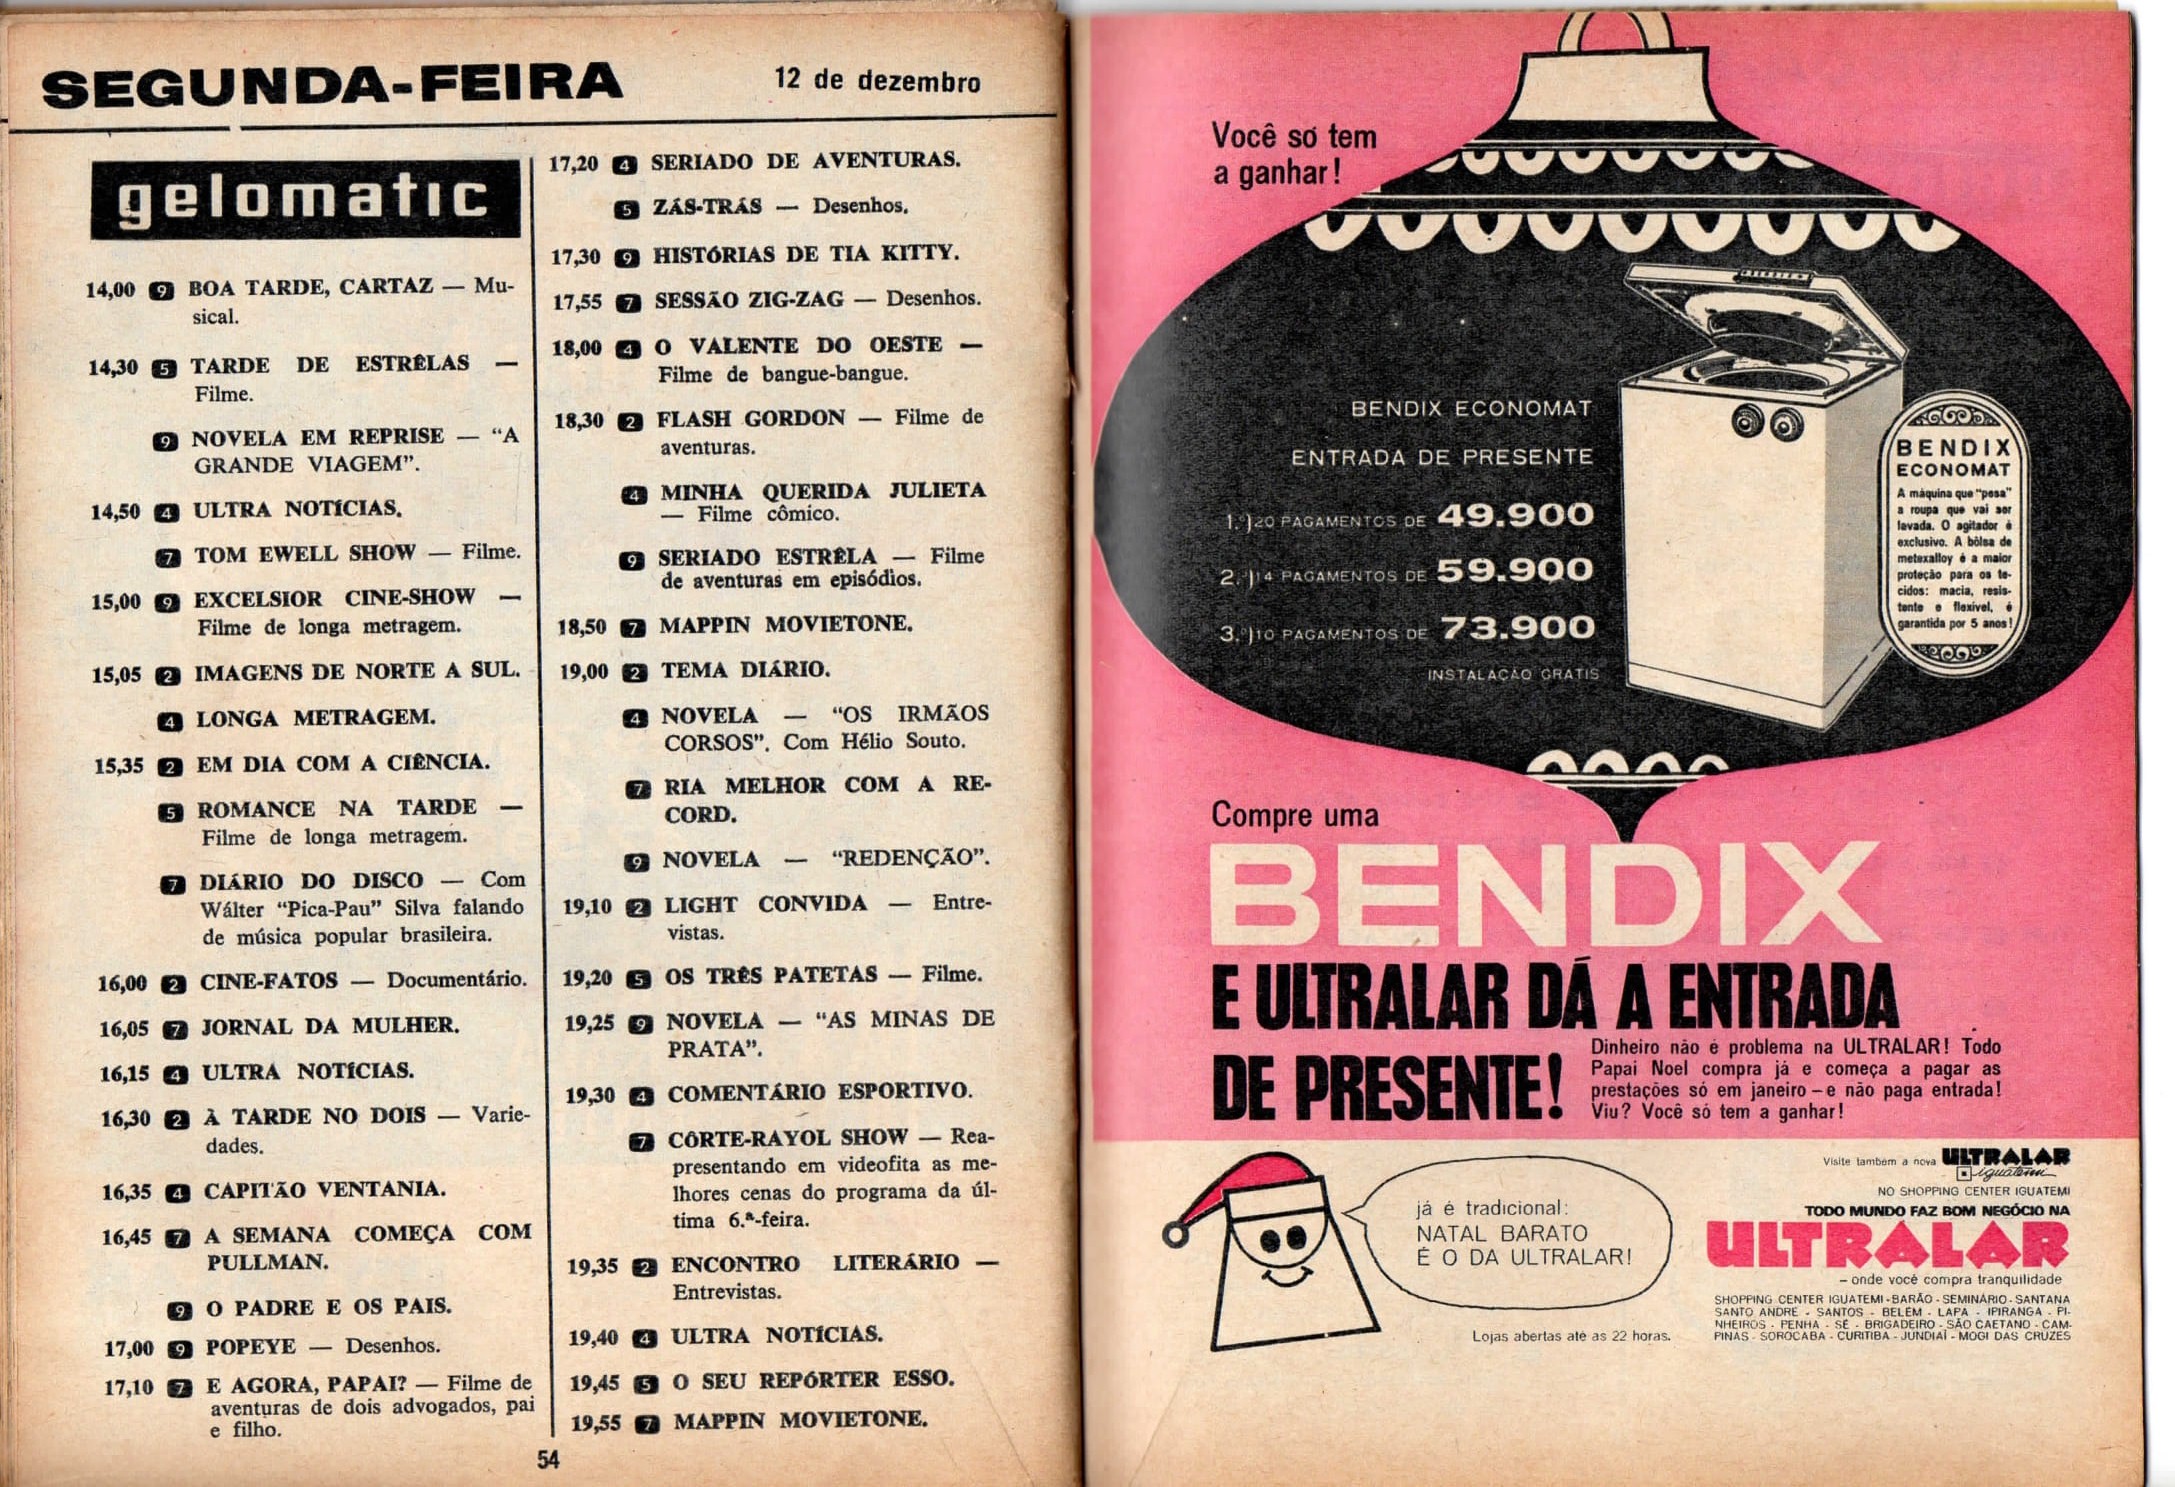 SEGUNDA-FEIRA
12 de dezembro
gelomatic
14,00 9 BOA TARDE, CARTAZ — Mu-
sical.
14,30 5 TARDE DE ESTRÊLAS —
Filme.
9 NOVELA EM REPRISE — “A
GRANDE VIAGEM”.
14,50 4 ULTRA NOTÍCIAS.
7 TOM EWELL SHOW — Filme.
15,00 9 EXCELSIOR CINE-SHOW —
Filme de longa metragem.
15,05 2 IMAGENS DE NORTE A SUL.
4 LONGA METRAGEM.
15,35 2 EM DIA COM A CIÊNCIA.
5 ROMANCE NA TARDE —
Filme de longa metragem.
7 DIÁRIO DO DISCO — Com
Wálter “Pica-Pau” Silva falando
de música popular brasileira.
16,00 2 CINE-FATOS — Documentário.
16,05 7 JORNAL DA MULHER.
16,15 4 ULTRA NOTÍCIAS.
16,30 2 À TARDE NO DOIS — Varie-
dades.
16,35 4 CAPITÃO VENTANIA.
16,45 7 A SEMANA COMEÇA COM
PULLMAN.
9 O PADRE E OS PAIS.
17,00 9 POPEYE — Desenhos.
17,10 7 E AGORA, PAPAI? — Filme de
aventuras de dois advogados, pai
e filho.
17,20 4 SERIADO DE AVENTURAS.
5 ZÁS-TRÁS — Desenhos.
17,30 9 HISTÓRIAS DE TIA KITTY.
17,55 7 SESSÃO ZIG-ZAG — Desenhos.
18,00 4 O VALENTE DO OESTE —
Filme de bangue-bangue.
18,30 2 FLASH GORDON — Filme de
aventuras.
4 MINHA QUERIDA JULIETA
— Filme cômico.
9 SERIADO ESTRÊLA — Filme
de aventuras em episódios.
18,50 7 MAPPIN MOVIETONE.
19,00 2 TEMA DIÁRIO.
4 NOVELA — “OS IRMÃOS
CORSOS”. Com Hélio Souto.
7 RIA MELHOR COM A RE-
CORD.
9 NOVELA — “REDENÇÃO”.
19,10 2 LIGHT CONVIDA — Entre-
vistas.
19,20 5 OS TRÊS PATETAS — Filme.
19,25 9 NOVELA — “AS MINAS DE
PRATA”.
19,30 4 COMENTÁRIO ESPORTIVO.
7 CÔRTE-RAYOL SHOW — Rea-
presentando em videofita as me-
lhores cenas do programa da úl-
tima 6.ª-feira.
19,35 2 ENCONTRO LITERÁRIO —
Entrevistas.
19,40 4 ULTRA NOTÍCIAS.
19,45 5 O SEU REPÓRTER ESSO.
19,55 7 MAPPIN MOVIETONE.
54
Você só tem
a ganhar!
BENDIX ECONOMAT
ENTRADA DE PRESENTE
1.º) 20 PAGAMENTOS DE 49.900
2.º) 14 PAGAMENTOS DE 59.900
3.º) 10 PAGAMENTOS DE 73.900
INSTALAÇÃO GRATIS
BENDIX
ECONOMAT
A máquina que “pesa”
a roupa que vai ser
lavada. O agitador é
exclusivo. A bôlsa de
metexalloy é a maior
proteção para os te-
cidos: macia, resis-
tente e flexível, é
garantida por 5 anos!
Compre uma
BENDIX
E ULTRALAR DÁ A ENTRADA
DE PRESENTE!
Dinheiro não é problema na ULTRALAR! Todo
Papai Noel compra já e começa a pagar as
prestações só em janeiro – e não paga entrada!
Viu? Você só tem a ganhar!
já é tradicional:
NATAL BARATO
É O DA ULTRALAR!
Lojas abertas até as 22 horas.
Visite também a nova ULTRALAR
iguatemi
NO SHOPPING CENTER IGUATEMI
TODO MUNDO FAZ BOM NEGÓCIO NA
ULTRALAR
– onde você compra tranquilidade
SHOPPING CENTER IGUATEMI - BARÃO - SEMINÁRIO - SANTANA
SANTO ANDRE - SANTOS - BELÉM - LAPA - IPIRANGA - PI-
NHEIROS - PENHA - SÉ - BRIGADEIRO - SÃO CAETANO - CAM-
PINAS - SOROCABA - CURITIBA - JUNDIAÍ - MOGI DAS CRUZES